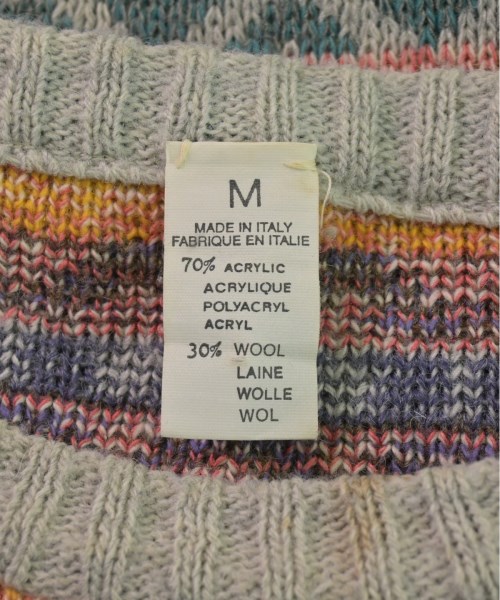 M
MADE IN ITALY
FABRIQUE EN ITALIE
70% ACRYLIC
ACRYLIQUE
POLYACRYL
ACRYL
30% WOOL
LAINE
WOLLE
WOL